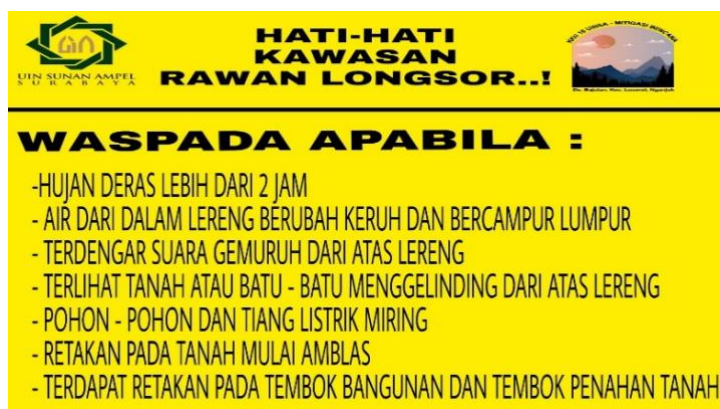 UIN SUNAN AMPEL
S U R A B A Y A
HATI-HATI
KAWASAN
RAWAN LONGSOR..!
WASPADA APABILA :
-HUJAN DERAS LEBIH DARI 2 JAM
- AIR DARI DALAM LERENG BERUBAH KERUH DAN BERCAMPUR LUMPUR
- TERDENGAR SUARA GEMURUH DARI ATAS LERENG
- TERLIHAT TANAH ATAU BATU - BATU MENGGELINDING DARI ATAS LERENG
- POHON - POHON DAN TIANG LISTRIK MIRING
- RETAKAN PADA TANAH MULAI AMBLAS
- TERDAPAT RETAKAN PADA TEMBOK BANGUNAN DAN TEMBOK PENAHAN TANAH